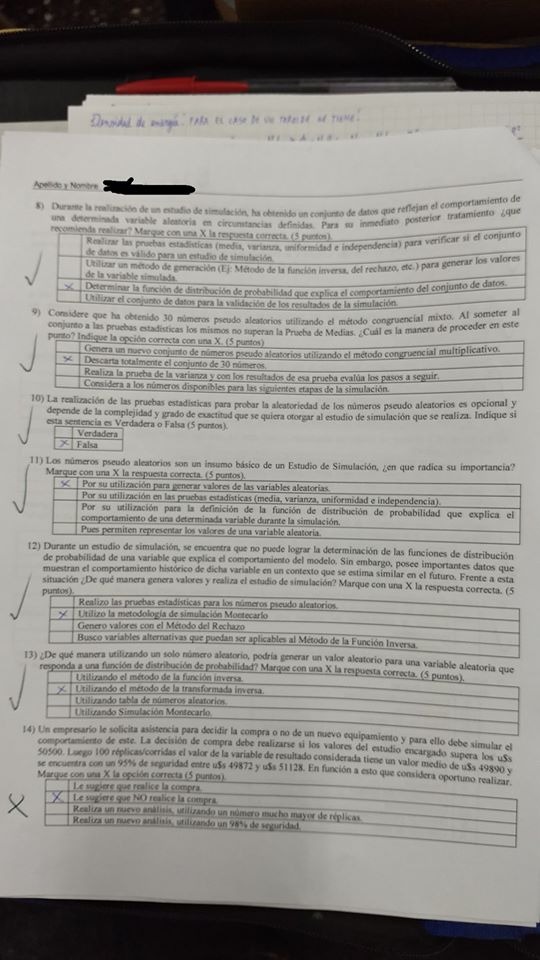 Densidad de energía: PARA EL CASO DE UN TOROIDE SE TIENE:
Apellido y Nombre
8) Durante la realización de un estudio de simulación, ha obtenido un conjunto de datos que reflejan el comportamiento de
una determinada variable aleatoria en circunstancias definidas. Para su inmediato posterior tratamiento ¿que
recomienda realizar? Marque con una X la respuesta correcta. (5 puntos).
Realizar las pruebas estadísticas (media, varianza, uniformidad e independencia) para verificar si el conjunto
de datos es válido para un estudio de simulación.
Utilizar un método de generación (Ej: Método de la función inversa, del rechazo, etc.) para generar los valores
de la variable simulada.
X Determinar la función de distribución de probabilidad que explica el comportamiento del conjunto de datos.
Utilizar el conjunto de datos para la validación de los resultados de la simulación.
9) Considere que ha obtenido 30 números pseudo aleatorios utilizando el método congruencial mixto. Al someter al
conjunto a las pruebas estadísticas los mismos no superan la Prueba de Medias. ¿Cuál es la manera de proceder en este
punto? Indique la opción correcta con una X. (5 puntos)
Genera un nuevo conjunto de números pseudo aleatorios utilizando el método congruencial multiplicativo.
X Descarta totalmente el conjunto de 30 números.
Realiza la prueba de la varianza y con los resultados de esa prueba evalúa los pasos a seguir.
Considera a los números disponibles para las siguientes etapas de la simulación.
10) La realización de las pruebas estadísticas para probar la aleatoriedad de los números pseudo aleatorios es opcional y
depende de la complejidad y grado de exactitud que se quiera otorgar al estudio de simulación que se realiza. Indique si
esta sentencia es Verdadera o Falsa (5 puntos).
Verdadera
X Falsa
11) Los números pseudo aleatorios son un insumo básico de un Estudio de Simulación, ¿en que radica su importancia?
Marque con una X la respuesta correcta. (5 puntos).
X Por su utilización para generar valores de las variables aleatorias.
Por su utilización en las pruebas estadísticas (media, varianza, uniformidad e independencia).
Por su utilización para la definición de la función de distribución de probabilidad que explica el
comportamiento de una determinada variable durante la simulación.
Pues permiten representar los valores de una variable aleatoria.
12) Durante un estudio de simulación, se encuentra que no puede lograr la determinación de las funciones de distribución
de probabilidad de una variable que explica el comportamiento del modelo. Sin embargo, posee importantes datos que
muestran el comportamiento histórico de dicha variable en un contexto que se estima similar en el futuro. Frente a esta
situación ¿De qué manera genera valores y realiza el estudio de simulación? Marque con una X la respuesta correcta. (5
puntos).
Realizo las pruebas estadísticas para los números pseudo aleatorios.
X Utilizo la metodología de simulación Montecarlo
Genero valores con el Método del Rechazo
Busco variables alternativas que puedan ser aplicables al Método de la Función Inversa.
13) ¿De qué manera utilizando un solo número aleatorio, podría generar un valor aleatorio para una variable aleatoria que
responda a una función de distribución de probabilidad? Marque con una X la respuesta correcta. (5 puntos).
Utilizando el método de la función inversa.
X Utilizando el método de la transformada inversa.
Utilizando tabla de números aleatorios.
Utilizando Simulación Montecarlo.
14) Un empresario le solicita asistencia para decidir la compra o no de un nuevo equipamiento y para ello debe simular el
comportamiento de este. La decisión de compra debe realizarse si los valores del estudio encargado supera los u$s
50500. Luego 100 réplicas/corridas el valor de la variable de resultado considerada tiene un valor medio de u$s 49890 y
se encuentra con un 95% de seguridad entre u$s 49872 y u$s 51128. En función a esto que considera oportuno realizar.
Marque con una X la opción correcta (5 puntos).
Le sugiere que realice la compra.
X Le sugiere que NO realice la compra.
Realiza un nuevo análisis, utilizando un número mucho mayor de réplicas.
Realiza un nuevo análisis, utilizando un 98% de seguridad.